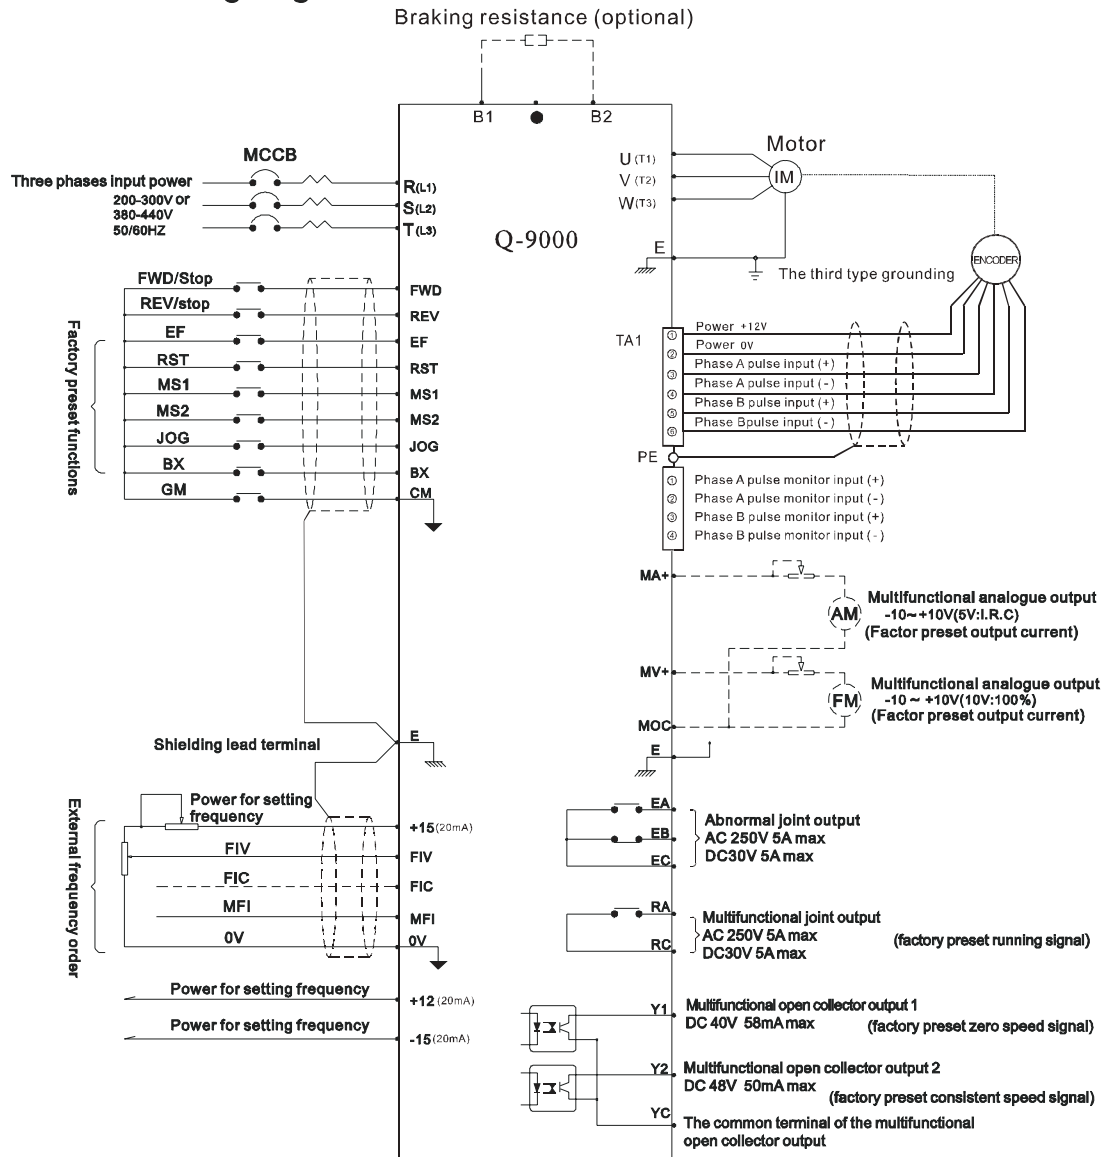 Braking resistance (optional)
B1
B2
MCCB
Three phases input power
200-300V or
380-440V
50/60HZ
R(L1)
S(L2)
T(L3)
Q-9000
U (T1)
V (T2)
W(T3)
E
Motor
IM
ENCODER
The third type grounding
Factory preset functions
FWD/Stop
REV/stop
EF
RST
MS1
MS2
JOG
BX
GM
FWD
REV
EF
RST
MS1
MS2
JOG
BX
CM
TA1
1
2
3
4
5
6
Power +12V
Power 0V
Phase A pulse input (+)
Phase A pulse input (-)
Phase B pulse input (+)
Phase Bpulse input (-)
PE
1 Phase A pulse monitor input (+)
2 Phase A pulse monitor input (-)
3 Phase B pulse monitor input (+)
4 Phase B pulse monitor input (-)
MA+
AM
Multifunctional analogue output
-10~+10V(5V:I.R.C)
(Factor preset output current)
MV+
FM
Multifunctional analogue output
-10 ~ +10V(10V:100%)
(Factor preset output current)
MOC
E
Shielding lead terminal
E
External frequency order
Power for setting
frequency
FIV
FIC
MFI
0V
+15(20mA)
FIV
FIC
MFI
0V
Power for setting frequency
+12(20mA)
Power for setting frequency
-15(20mA)
EA
EB
EC
Abnormal joint output
AC 250V 5A max
DC30V 5A max
RA
RC
Multifunctional joint output
AC 250V 5A max
DC30V 5A max
(factory preset running signal)
Y1
Multifunctional open collector output 1
DC 40V 58mA max
(factory preset zero speed signal)
Y2
Multifunctional open collector output 2
DC 48V 50mA max
(factory preset consistent speed signal)
YC
The common terminal of the multifunctional
open collector output